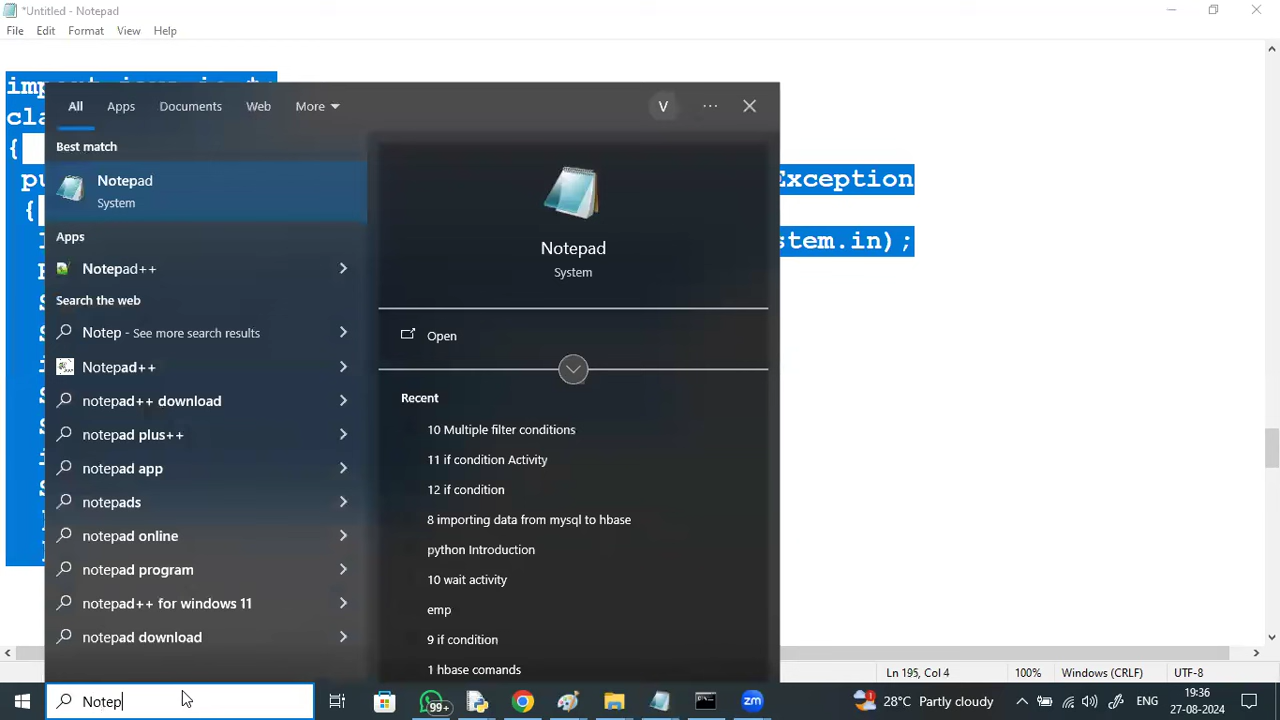 *Untitled - Notepad
File Edit Format View Help
All Apps Documents Web More V ...
Best match
Notepad
System
Apps
Notepad++
Search the web
Notep - See more search results
Notepad++
notepad++ download
notepad plus++
notepad app
notepads
notepad online
notepad program
notepad++ for windows 11
notepad download
Notepad
System
Open
Recent
10 Multiple filter conditions
11 if condition Activity
12 if condition
8 importing data from mysql to hbase
python Introduction
10 wait activity
emp
9 if condition
1 hbase comands
{
Exception
{
stem.in);
Ln 195, Col 4 100% Windows (CRLF) UTF-8
Notep
99+
zm
1
28°C Partly cloudy
ENG
19:36
27-08-2024